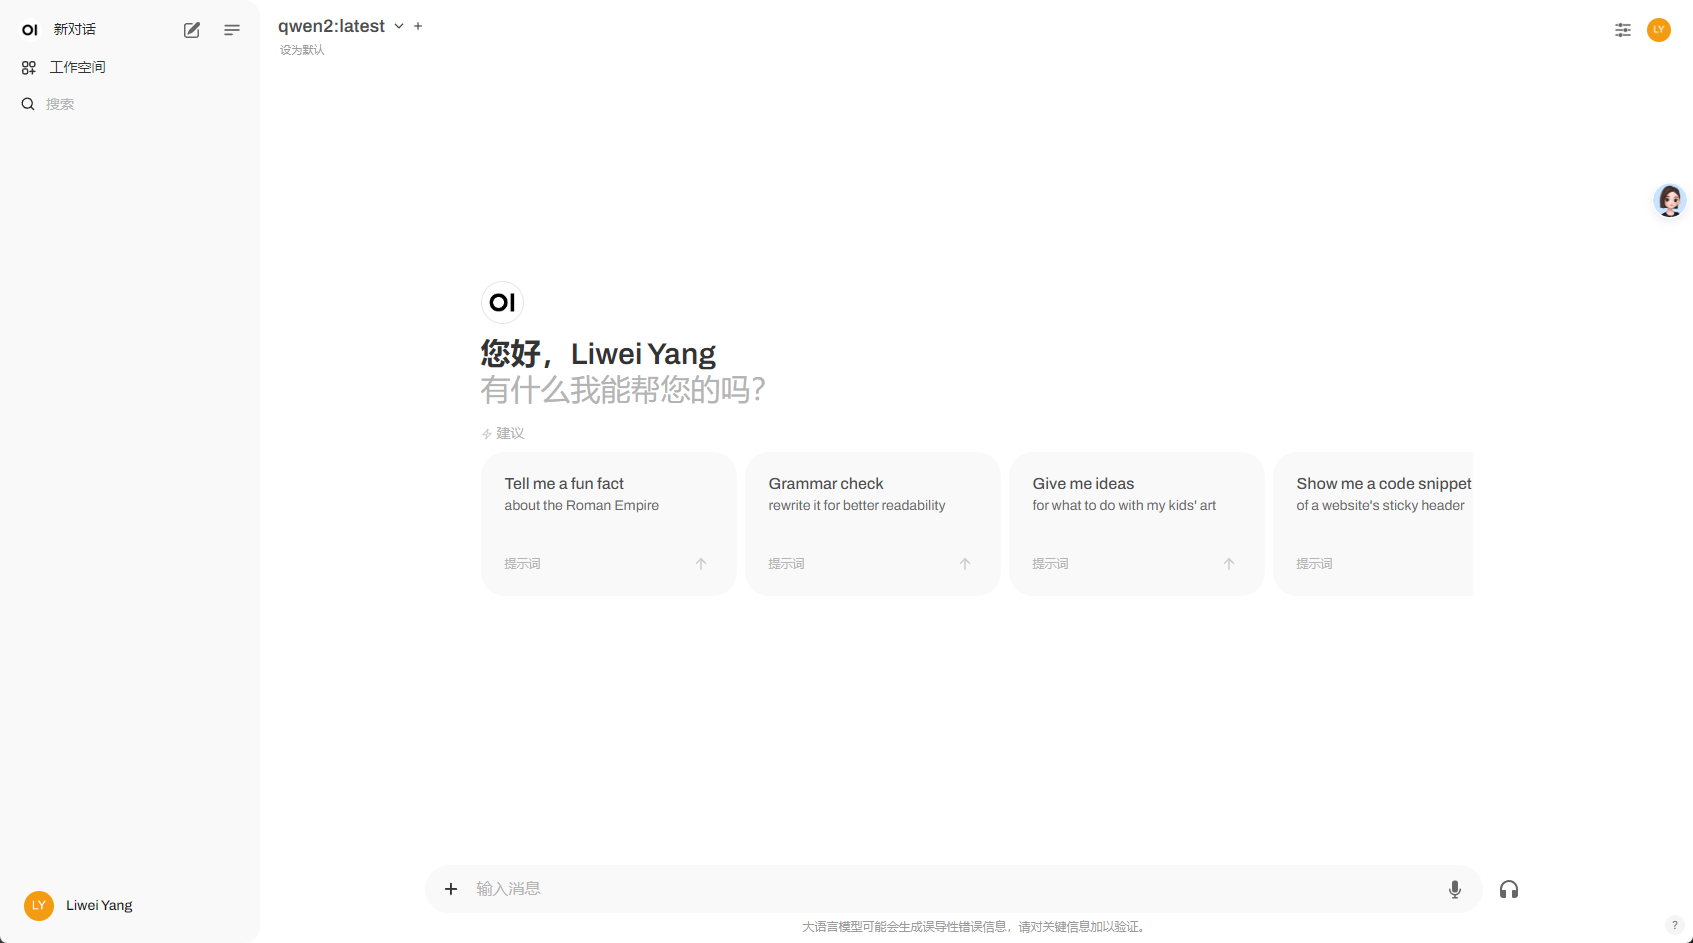 OI 新对话
工作空间
搜索
qwen2:latest
设为默认
LY
OI
您好，Liwei Yang
有什么我能帮您的吗？
建议
Tell me a fun fact
about the Roman Empire
提示词
Grammar check
rewrite it for better readability
提示词
Give me ideas
for what to do with my kids' art
提示词
Show me a code snippet
of a website's sticky header
提示词
输入消息
大语言模型可能会生成误导性错误信息，请对关键信息加以验证。
LY Liwei Yang
?